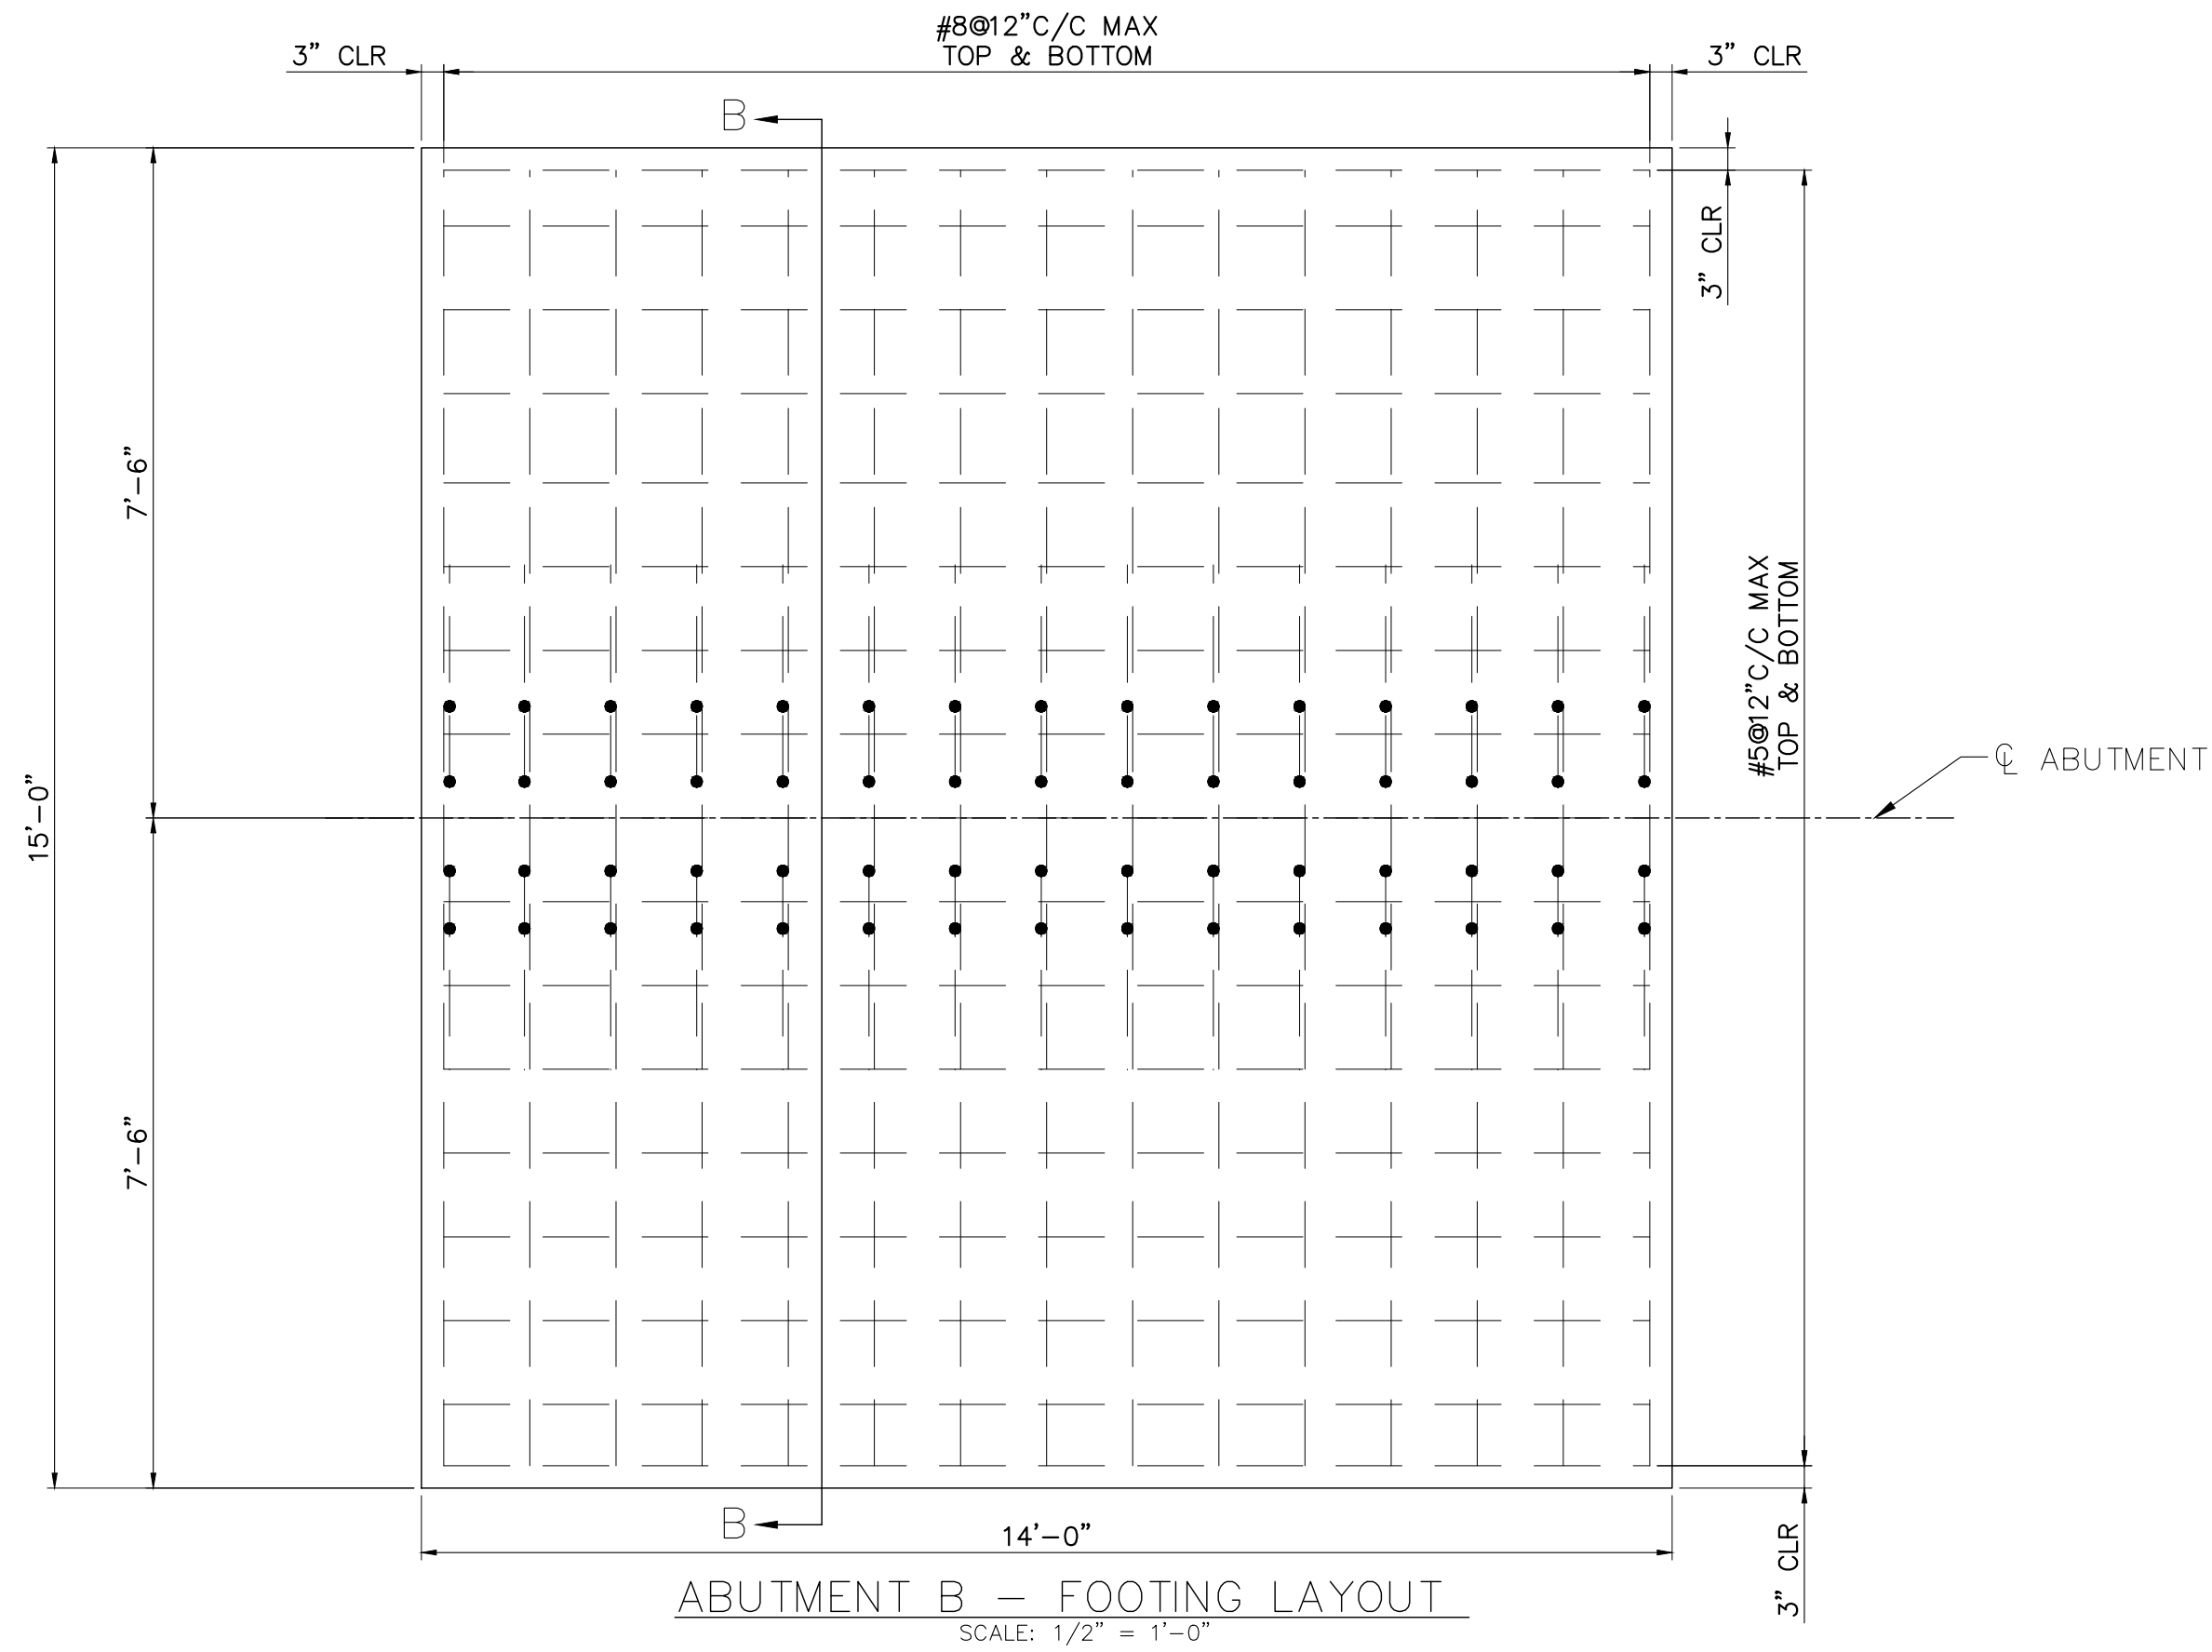 #8@12”C/C MAX
TOP & BOTTOM
3” CLR
3” CLR
B
3” CLR
7’-6”
15’-0”
#5@12”C/C MAX
TOP & BOTTOM
℄ ABUTMENT
7’-6”
B
14’-0”
3” CLR
ABUTMENT B - FOOTING LAYOUT
SCALE: 1/2” = 1’-0”